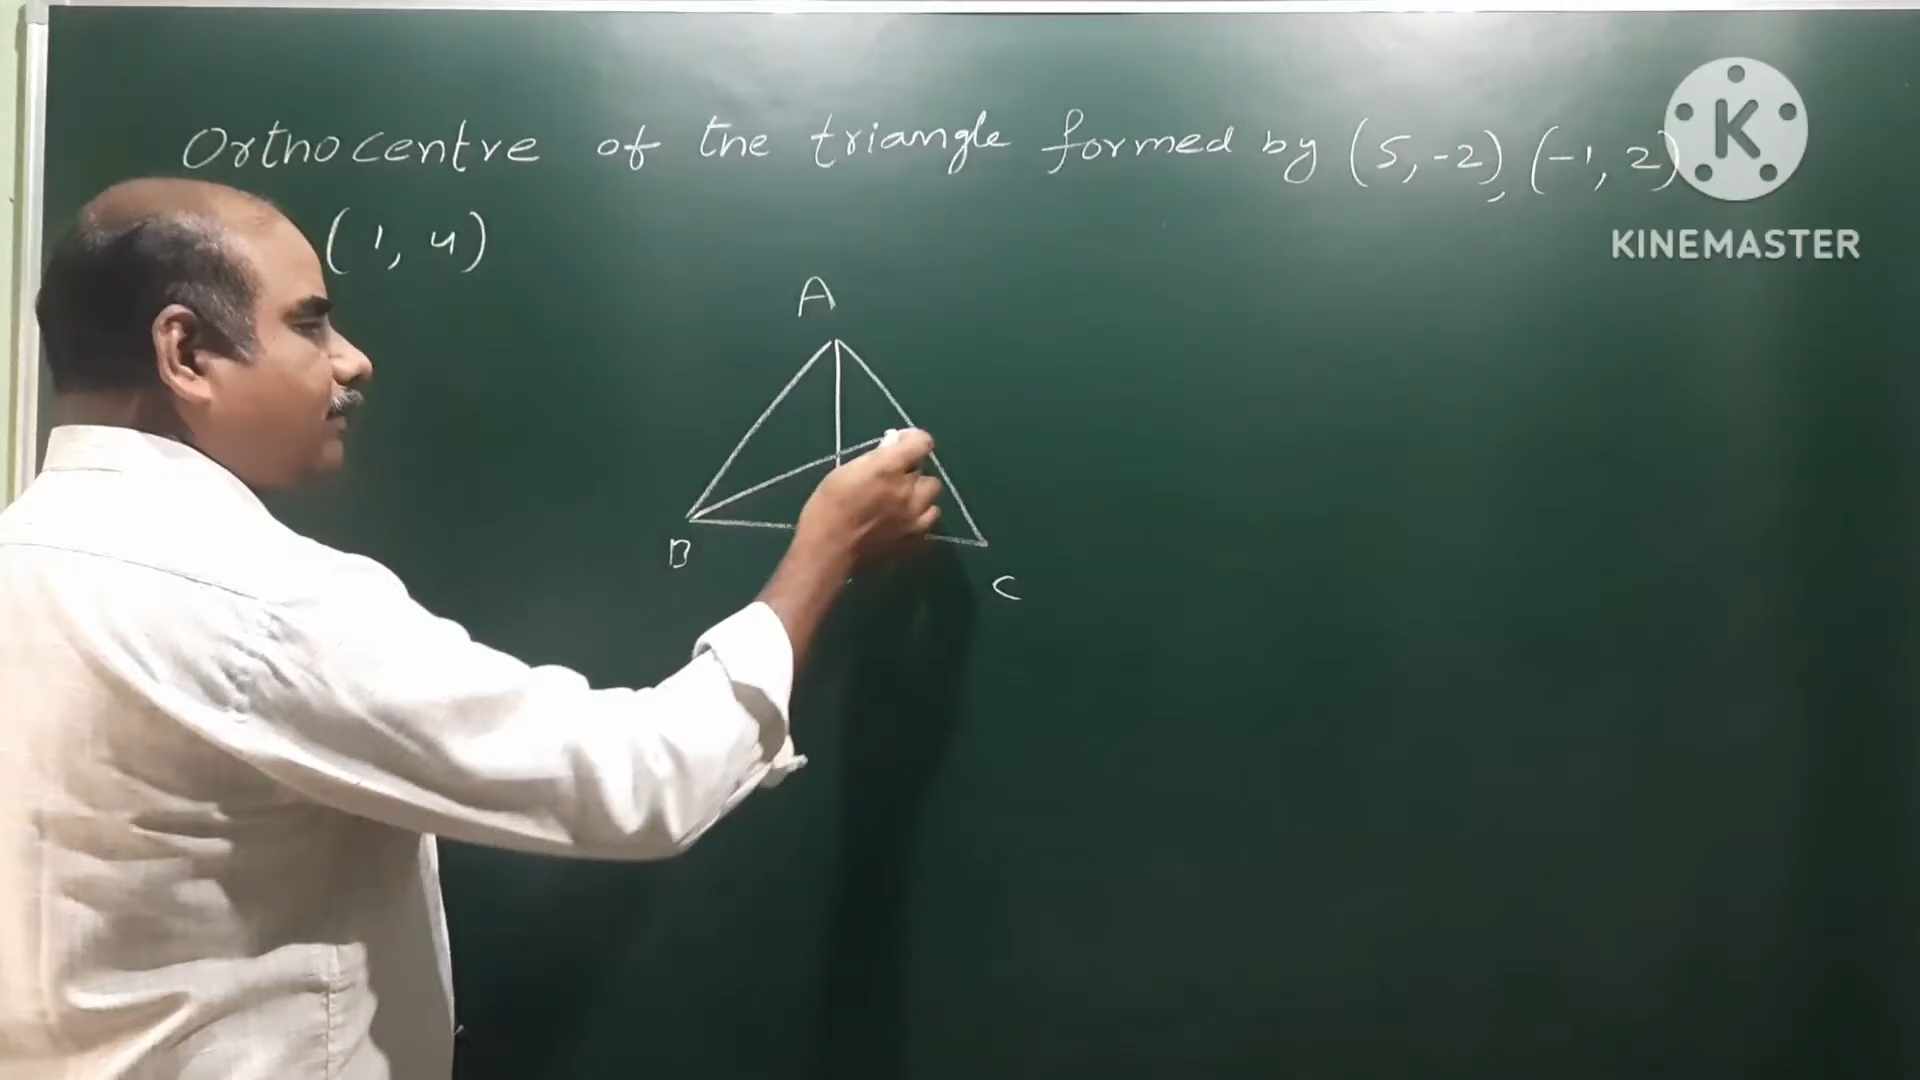 Orthocentre of the triangle formed by (5,-2), (-1, 2)
(1, 4)
K
KINEMASTER
A
B
C